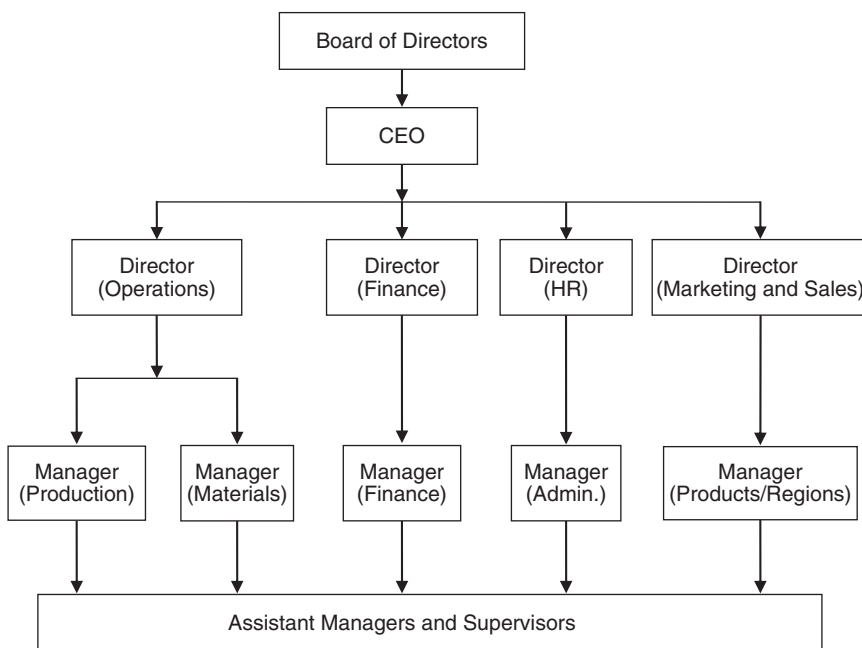 Board of Directors
CEO
Director
(Operations)
Director
(Finance)
Director
(HR)
Director
(Marketing and Sales)
Manager
(Production)
Manager
(Materials)
Manager
(Finance)
Manager
(Admin.)
Manager
(Products/Regions)
Assistant Managers and Supervisors